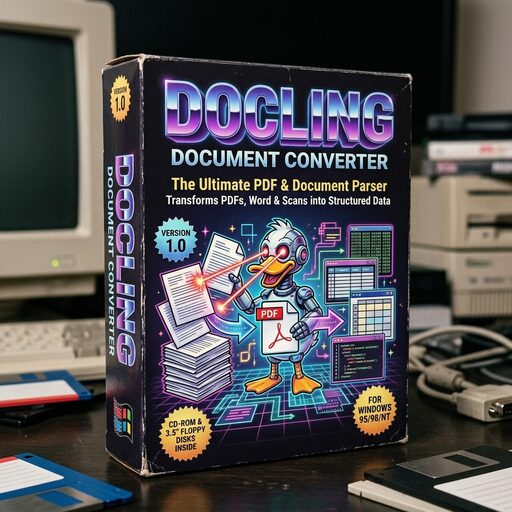 VERSION
1.0
DOCLING
DOCUMENT CONVERTER
DOCLING
DOCUMENT CONVERTER
The Ultimate PDF & Document Parser
Transforms PDFs, Word & Scans into Structured Data
VERSION
1.0
PDF
CD-ROM &
3.5" FLOPPY
DISKS
INSIDE
FOR
WINDOWS
95/98/NT